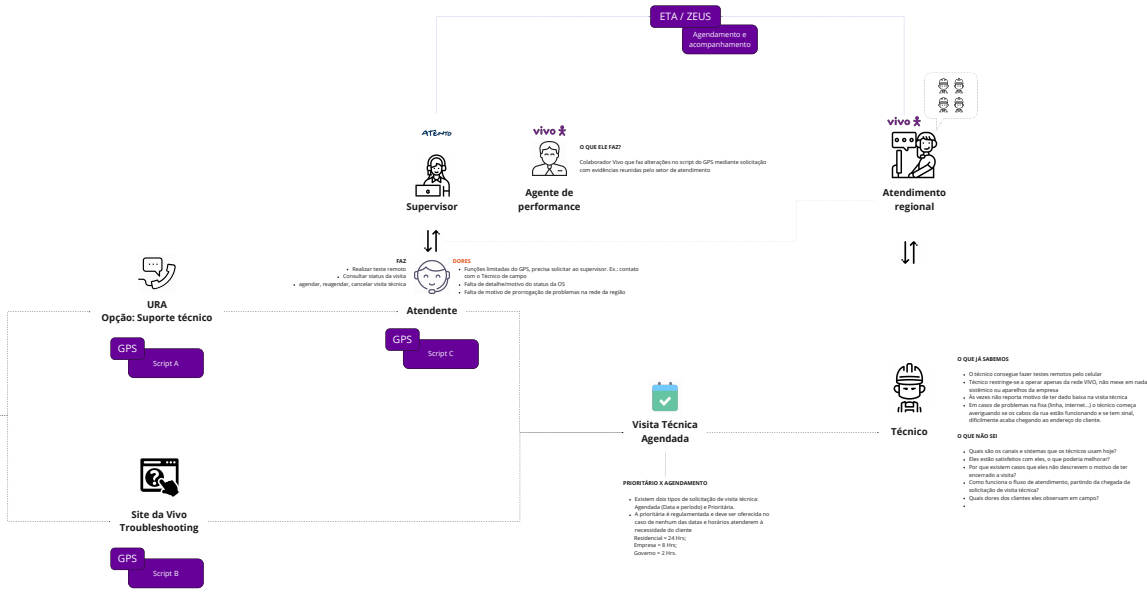 ETA / ZEUS
Agendamento e
acompanhamento
ATENTO
Supervisor
vivo
Agente de
performance
O QUE ELE FAZ?
Colaborador Vivo que faz alterações no script do GPS mediante solicitação
com evidências reunidas pelo setor de atendimento
vivo
Atendimento
regional
URA
Opção: Suporte técnico
GPS
Script A
FAZ
• Realizar teste remoto
• Consultar status da visita
• agendar, reagendar, cancelar visita técnica
DORES
• Funções limitadas do GPS, precisa solicitar ao supervisor. Ex.: contato
com o Técnico de campo
• Falta de detalhe/motivo do status da OS
• Falta de motivo de prorrogação de problemas na rede da região
Atendente
GPS
Script C
Site da Vivo
Troubleshooting
GPS
Script B
Visita Técnica
Agendada
PRIORITÁRIO X AGENDAMENTO
• Existem dois tipos de solicitação de visita técnica:
Agendada (Data e período) e Prioritária.
• A prioritária é regulamentada e deve ser oferecida no
caso de nenhum das datas e horários atenderem à
necessidade do cliente
Residencial = 24 Hrs;
Empresa = 8 Hrs;
Governo = 2 Hrs.
Técnico
O QUE JÁ SABEMOS
• O técnico consegue fazer testes remotos pelo celular
• Técnico restringe-se a operar apenas da rede VIVO, não mexe em nada
sistêmico ou aparelhos da empresa
• Às vezes não reporta motivo de ter dado baixa na visita técnica
• Em casos de problemas na fixa (linha, internet...) o técnico começa
averiguando se os cabos da rua estão funcionando e se tem sinal,
dificilmente acaba chegando ao endereço do cliente.
O QUE NÃO SEI
• Quais são os canais e sistemas que os técnicos usam hoje?
• Eles estão satisfeitos com eles, o que poderia melhorar?
• Por que existem casos que eles não descrevem o motivo de ter
encerrado a visita?
• Como funciona o fluxo de atendimento, partindo da chegada da
solicitação de visita técnica?
• Quais dores dos clientes eles observam em campo?
•